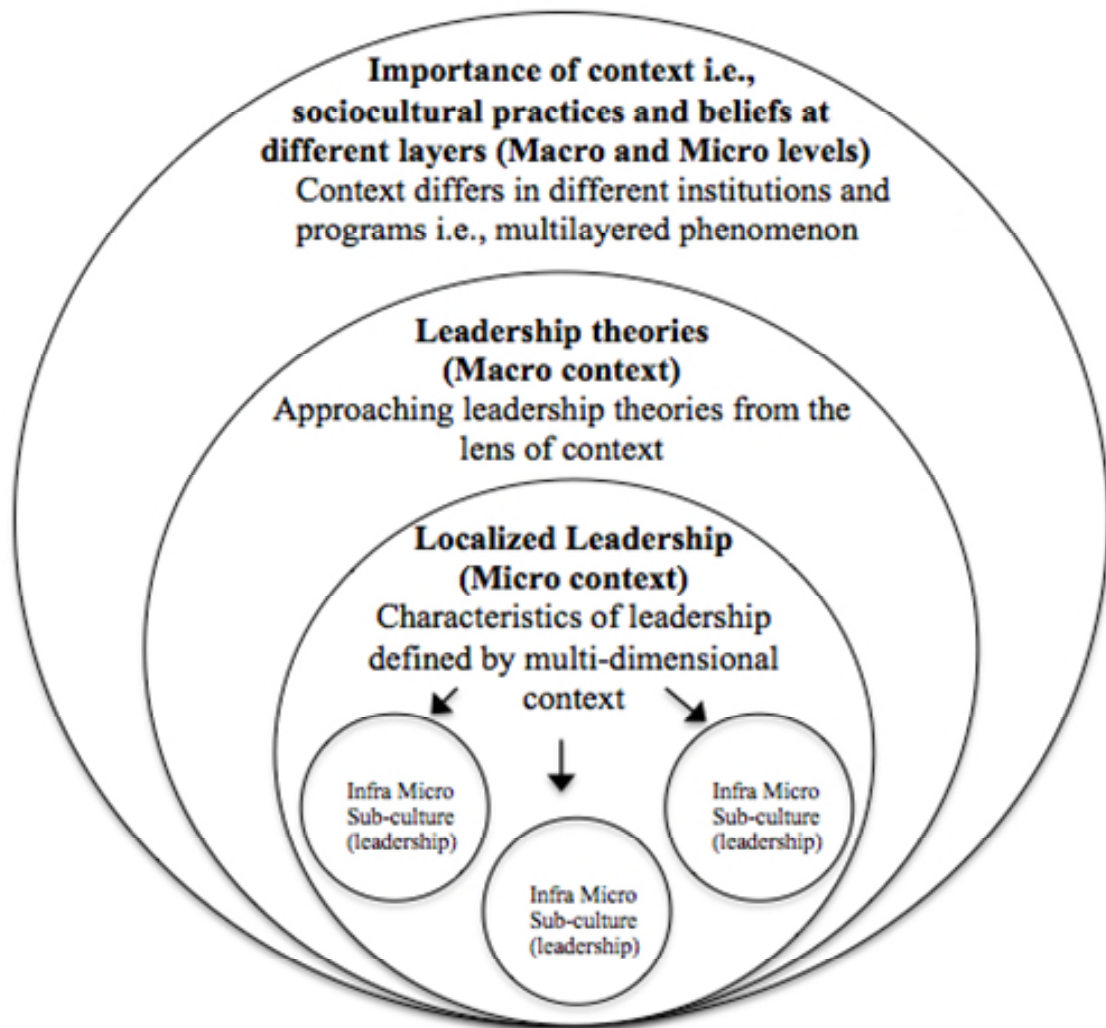 Importance of context i.e.,
sociocultural practices and beliefs at
different layers (Macro and Micro levels)
Context differs in different institutions and
programs i.e., multilayered phenomenon
Leadership theories
(Macro context)
Approaching leadership theories from the
lens of context
Localized Leadership
(Micro context)
Characteristics of leadership
defined by multi-dimensional
context
Infra Micro
Sub-culture
(leadership)
Infra Micro
Sub-culture
(leadership)
Infra Micro
Sub-culture
(leadership)